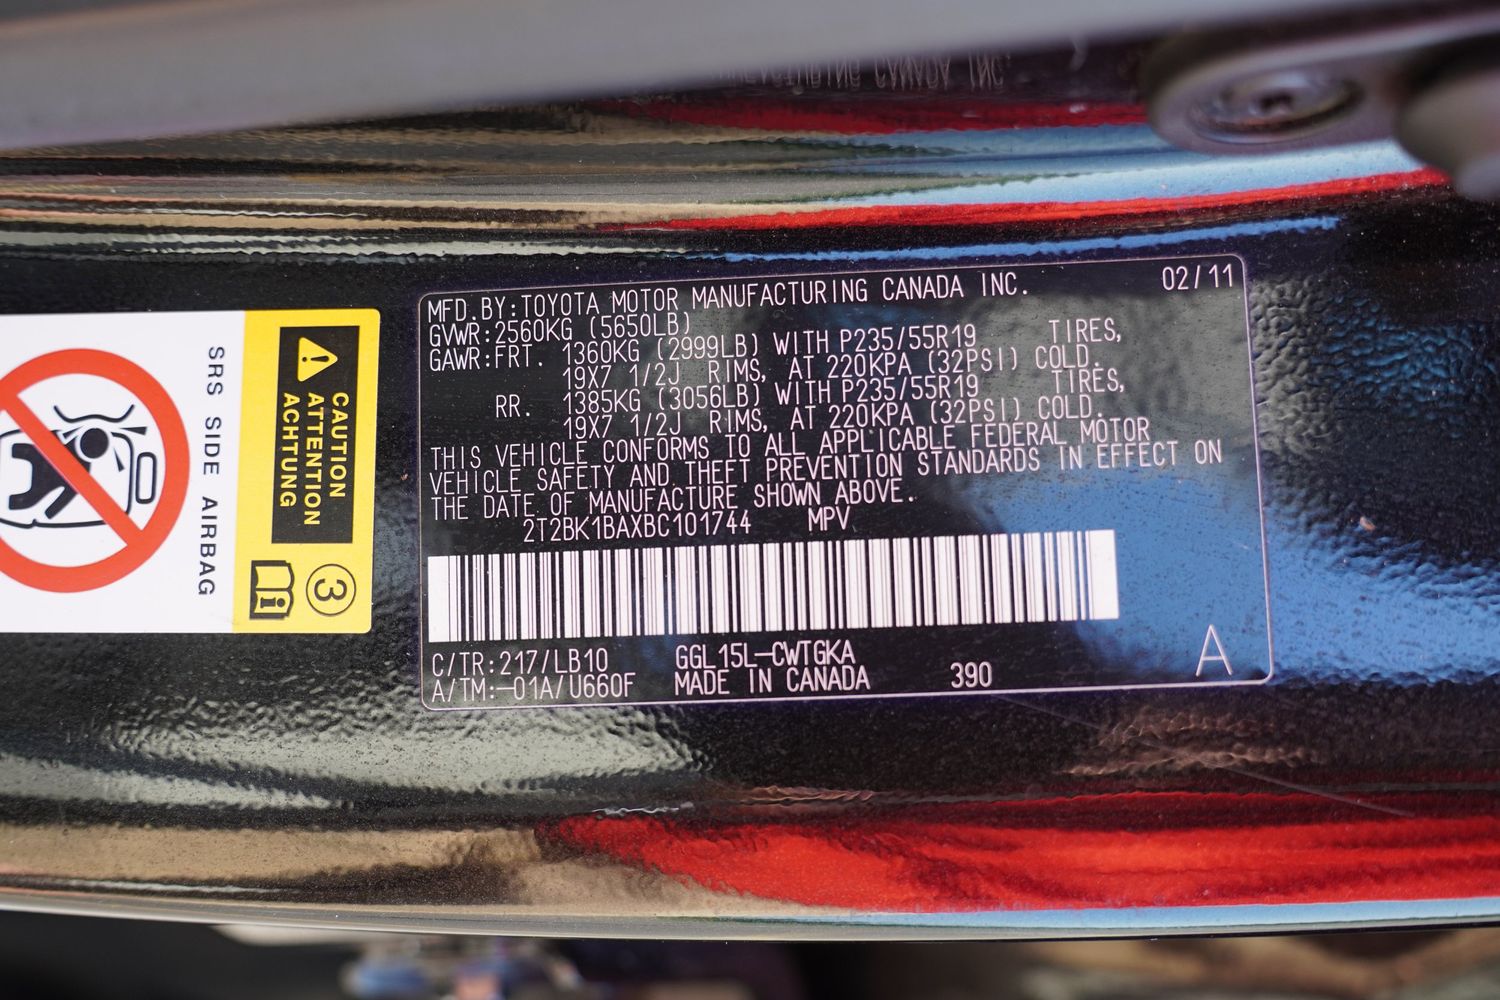 MFD.BY:TOYOTA MOTOR MANUFACTURING CANADA INC. 02/11
GVWR:2560KG (5650LB)
GAWR:FRT. 1360KG (2999LB) WITH P235/55R19 TIRES,
19X7 1/2J RIMS, AT 220KPA (32PSI) COLD.
RR. 1385KG (3056LB) WITH P235/55R19 TIRES,
19X7 1/2J RIMS, AT 220KPA (32PSI) COLD.
THIS VEHICLE CONFORMS TO ALL APPLICABLE FEDERAL MOTOR
VEHICLE SAFETY AND THEFT PREVENTION STANDARDS IN EFFECT ON
THE DATE OF MANUFACTURE SHOWN ABOVE.
2T2BK1BAXBC101744 MPV
C/TR:217/LB10 GGL15L-CWTGKA
A/TM:-01A/U660F MADE IN CANADA 390 A
CAUTION
ATTENTION
ACHTUNG
3
SRS SIDE AIRBAG